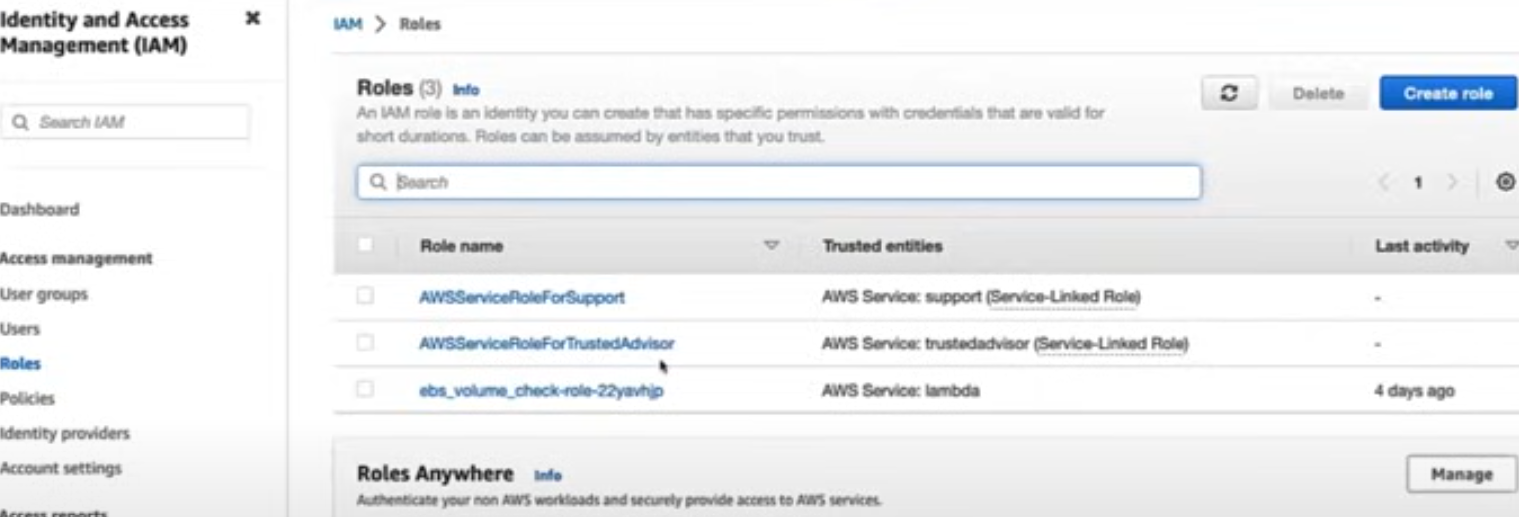 Identity and Access
Management (IAM)
Search IAM
Dashboard
Access management
User groups
Users
Roles
Policies
Identity providers
Account settings
Access reports
IAM > Roles
Roles (3) Info
An IAM role is an identity you can create that has specific permissions with credentials that are valid for
short durations. Roles can be assumed by entities that you trust.
Delete
Create role
Search
1
Role name Trusted entities Last activity
AWSServiceRoleForSupport AWS Service: support (Service-Linked Role) -
AWSServiceRoleForTrustedAdvisor AWS Service: trustedadvisor (Service-Linked Role) -
ebs_volume_check-role-22yavhjp AWS Service: lambda 4 days ago
Roles Anywhere Info
Authenticate your non AWS workloads and securely provide access to AWS services.
Manage